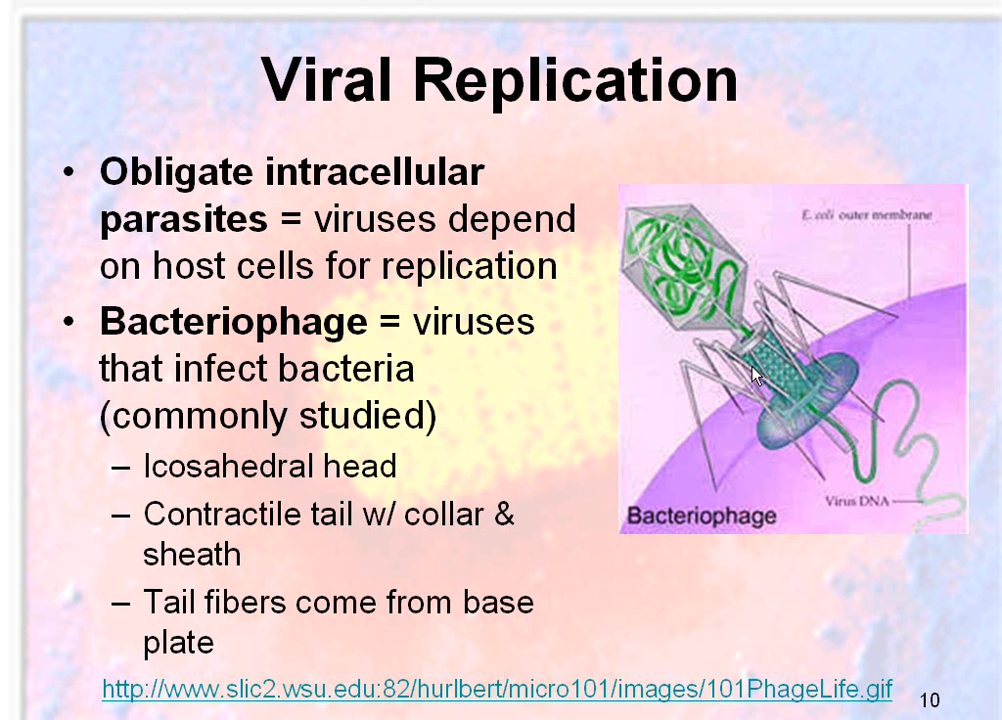 Viral Replication
• Obligate intracellular
parasites = viruses depend
on host cells for replication
• Bacteriophage = viruses
that infect bacteria
(commonly studied)
– Icosahedral head
– Contractile tail w/ collar &
sheath
– Tail fibers come from base
plate
E. coli outer membrane
Virus DNA
Bacteriophage
http://www.slic2.wsu.edu:82/hurlbert/micro101/images/101PhageLife.gif
10